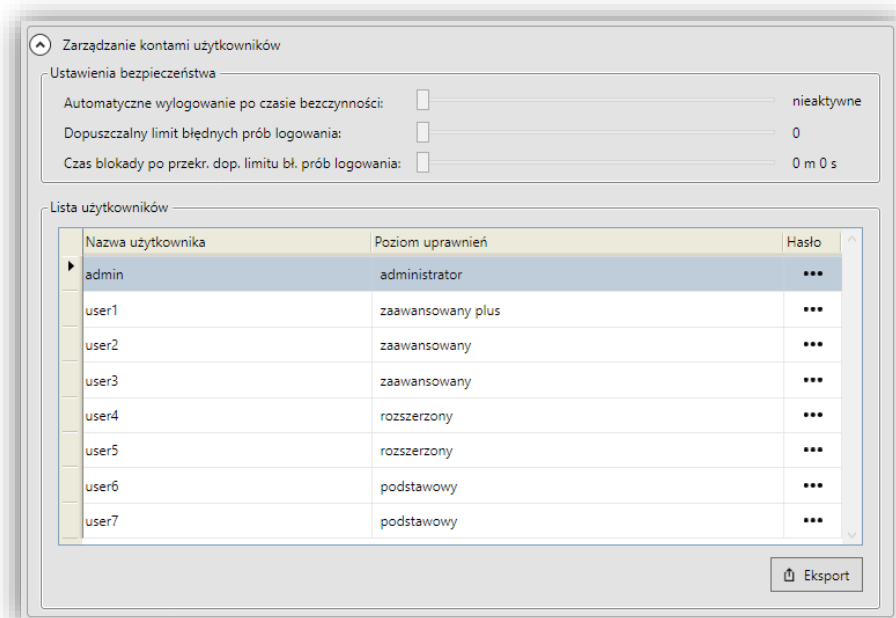 Zarządzanie kontami użytkowników
Ustawienia bezpieczeństwa
Automatyczne wylogowanie po czasie bezczynności: nieaktywne
Dopuszczalny limit błędnych prób logowania: 0
Czas blokady po przekr. dop. limitu bł. prób logowania: 0 m 0 s
Lista użytkowników
Nazwa użytkownika Poziom uprawnień Hasło
admin administrator •••
user1 zaawansowany plus •••
user2 zaawansowany •••
user3 zaawansowany •••
user4 rozszerzony •••
user5 rozszerzony •••
user6 podstawowy •••
user7 podstawowy •••
Eksport